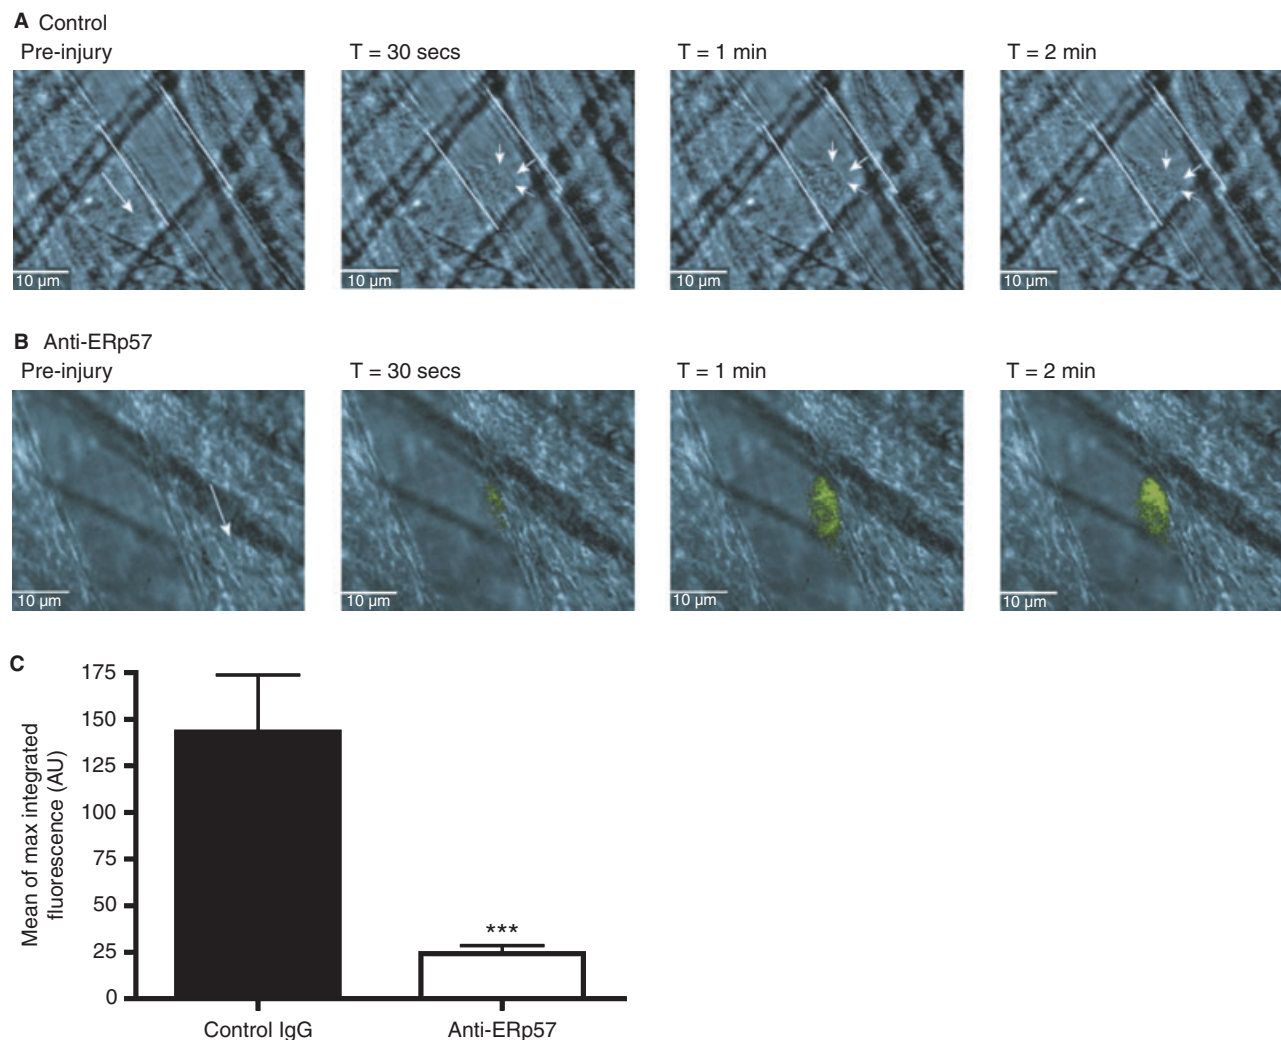 A Control
Pre-injury T = 30 secs T = 1 min T = 2 min
10 µm 10 µm 10 µm 10 µm
B Anti-ERp57
Pre-injury T = 30 secs T = 1 min T = 2 min
10 µm 10 µm 10 µm 10 µm
C
Mean of max integrated
fluorescence (AU)
175
150
125
100
75
50
25
0
***
Control IgG Anti-ERp57